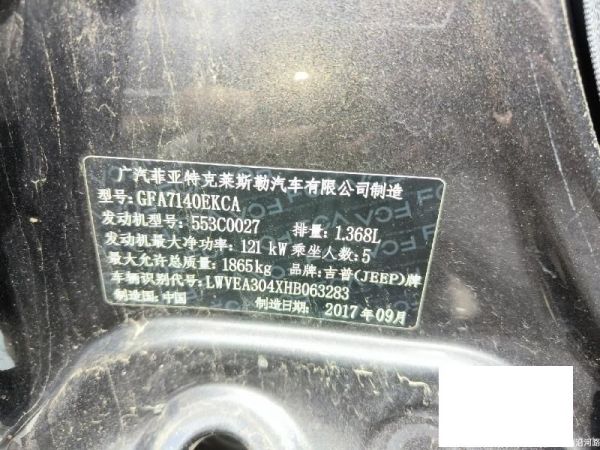 广汽菲亚特克莱斯勒汽车有限公司制造
型号: GFA7140EKCA
发动机型号: 553C0027 排量: 1.368L
发动机最大净功率: 121 kW 乘坐人数: 5
最大允许总质量: 1865kg 品牌: 吉普(JEEP)牌
车辆识别代号: LWVEA304XHB063283
制造国: 中国 制造日期: 2017年09月